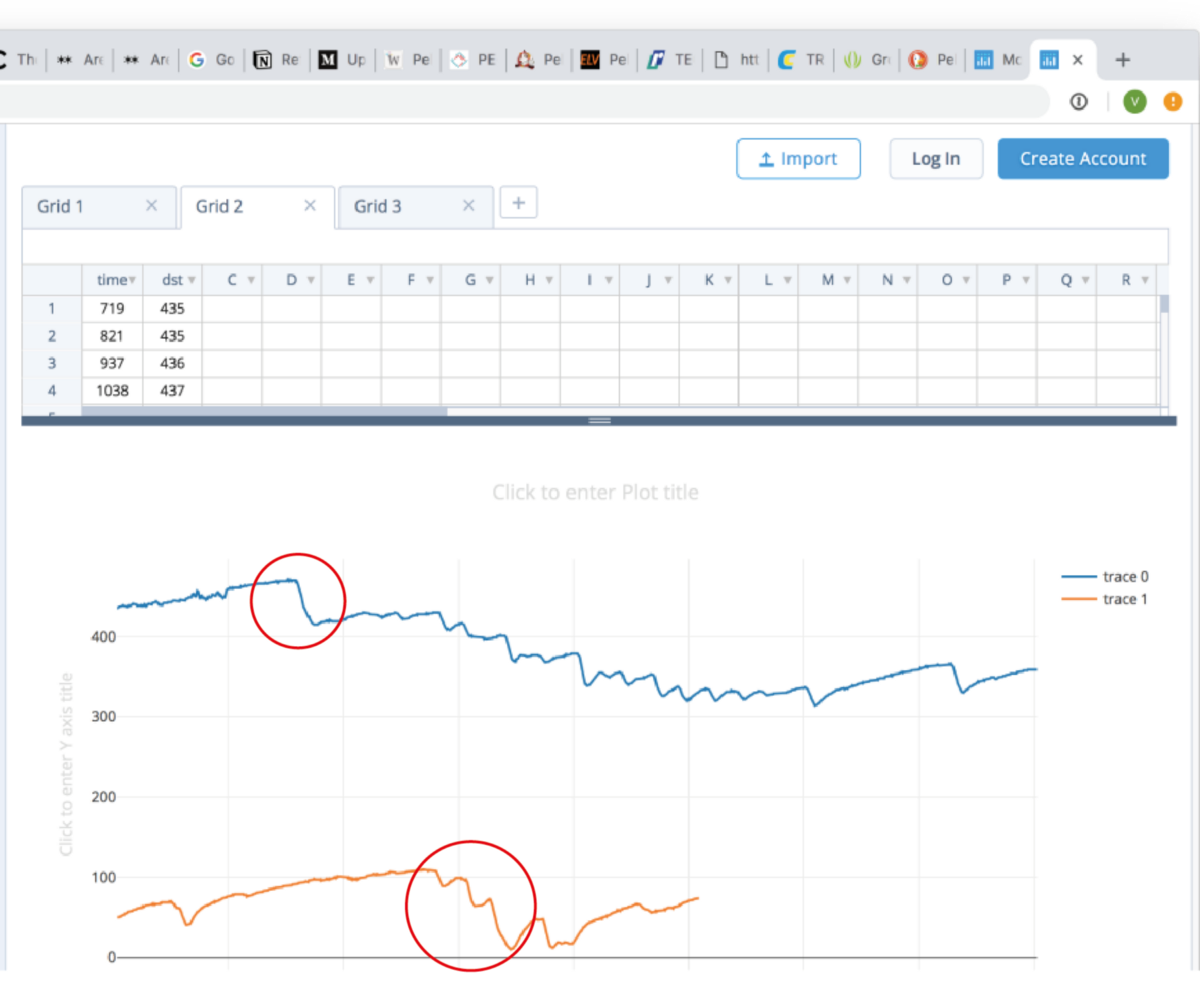 Th Are Are Go Re M Up W Pe PE Pe ELV Pe TE htt TR Gr Pe Mc × +
V
Import Log In Create Account
Grid 1 × Grid 2 × Grid 3 × +
time dst C D E F G H I J K L M N O P Q R
1 719 435
2 821 435
3 937 436
4 1038 437
Click to enter Plot title
trace 0
trace 1
400
300
200
100
0
Click to enter Y axis title